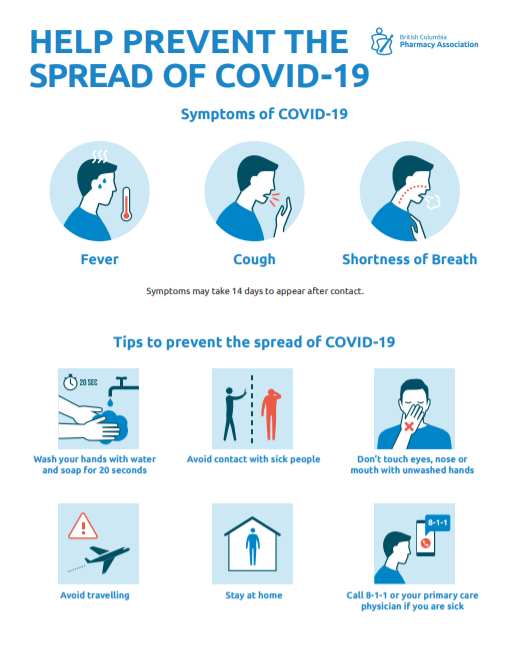 HELP PREVENT THE
SPREAD OF COVID-19
British Columbia
Pharmacy Association
Symptoms of COVID-19
Fever
Cough
Shortness of Breath
Symptoms may take 14 days to appear after contact.
Tips to prevent the spread of COVID-19
20 SEC
Wash your hands with water
and soap for 20 seconds
Avoid contact with sick people
Don't touch eyes, nose or
mouth with unwashed hands
Avoid travelling
Stay at home
8-1-1
Call 8-1-1 or your primary care
physician if you are sick